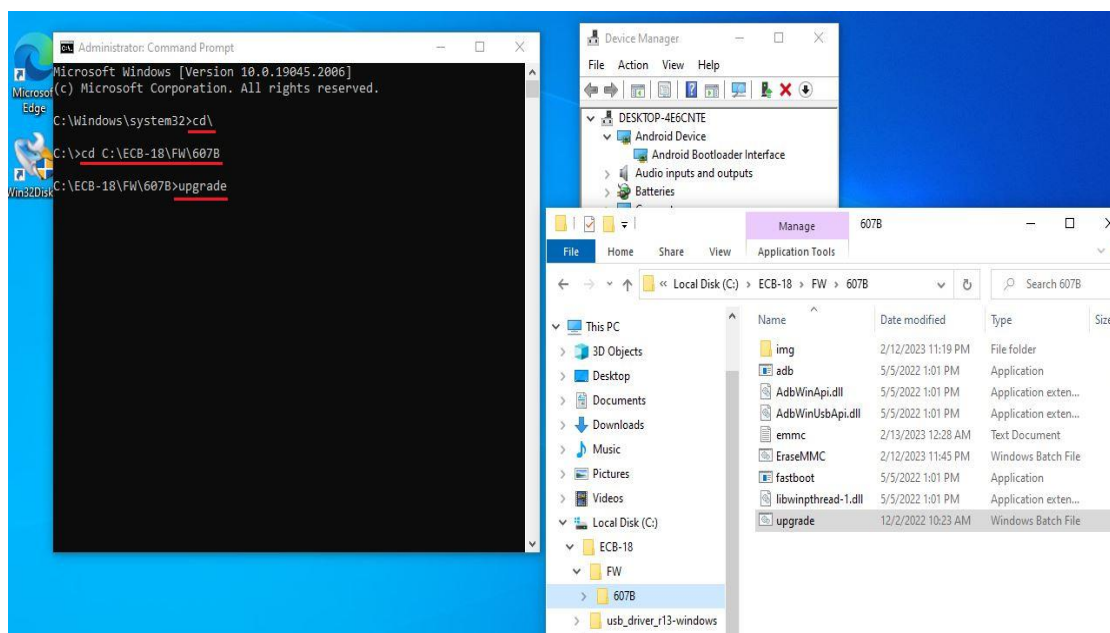 Administrator: Command Prompt
Microsoft Windows [Version 10.0.19045.2006]
(c) Microsoft Corporation. All rights reserved.
C:\Windows\system32>cd\
C:\>cd C:\ECB-18\FW\607B
C:\ECB-18\FW\607B>upgrade
Microsof
Edge
Win32Disk
Device Manager
File Action View Help
DESKTOP-4E6CNTE
Android Device
Android Bootloader Interface
Audio inputs and outputs
Batteries
Manage 607B
File Home Share View Application Tools
« Local Disk (C:) › ECB-18 › FW › 607B
Search 607B
This PC
3D Objects
Desktop
Documents
Downloads
Music
Pictures
Videos
Local Disk (C:)
ECB-18
FW
607B
usb_driver_r13-windows
Name Date modified Type Size
img 2/12/2023 11:19 PM File folder
adb 5/5/2022 1:01 PM Application
AdbWinApi.dll 5/5/2022 1:01 PM Application exten...
AdbWinUsbApi.dll 5/5/2022 1:01 PM Application exten...
emmc 2/13/2023 12:28 AM Text Document
EraseMMC 2/12/2023 11:45 PM Windows Batch File
fastboot 5/5/2022 1:01 PM Application
libwinpthread-1.dll 5/5/2022 1:01 PM Application exten...
upgrade 12/2/2022 10:23 AM Windows Batch File